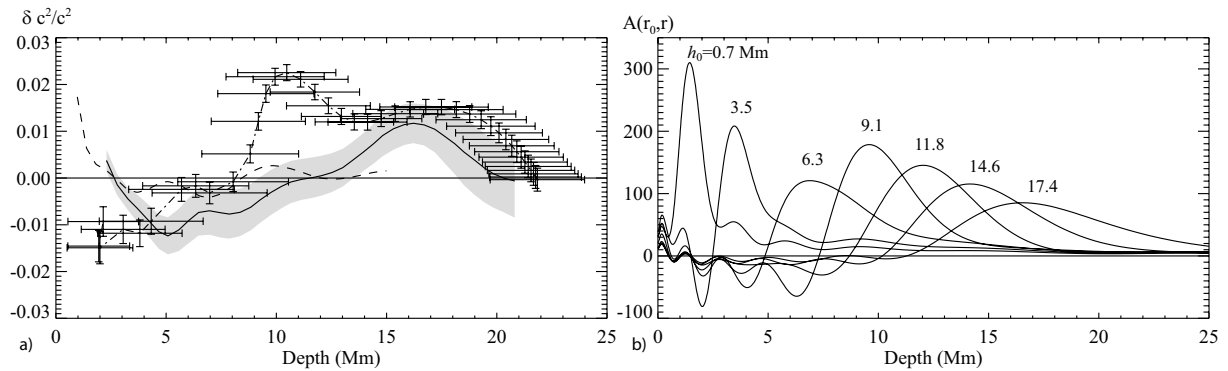 δ c²/c²
0.03
0.02
0.01
0.00
-0.01
-0.02
-0.03
0 5 10 15 20 25
Depth (Mm)
a)
A(r₀,r)
300
200
100
0
-100
h₀=0.7 Mm
3.5
6.3
9.1
11.8
14.6
17.4
0 5 10 15 20 25
Depth (Mm)
b)